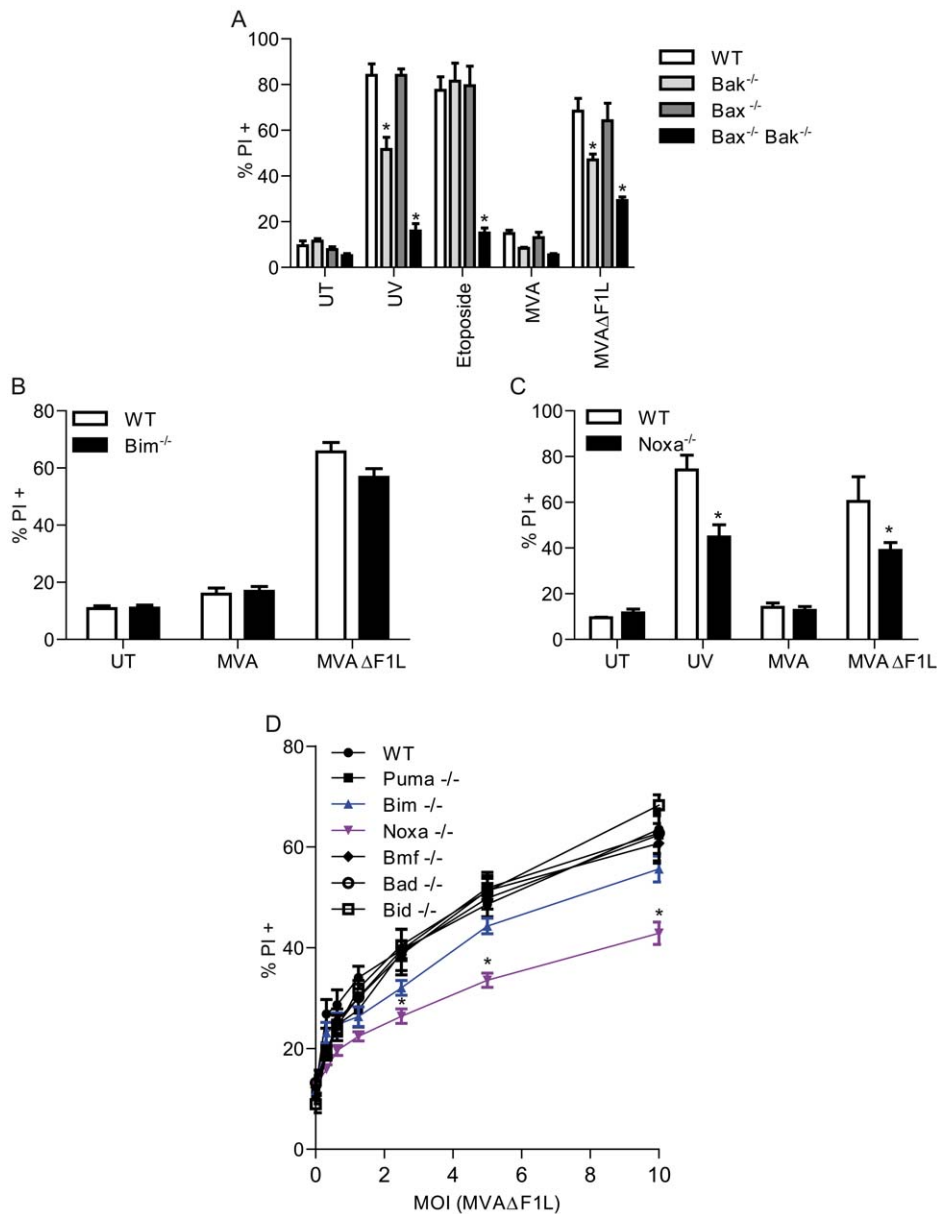 A
% PI +
100
80
60
40
20
0
*
*
*
*
*
UT
UV
Etoposide
MVA
MVAΔF1L
WT
Bak-/-
Bax-/-
Bax-/- Bak-/-
B
% PI +
80
60
40
20
0
WT
Bim-/-
UT
MVA
MVA ΔF1L
C
% PI +
100
80
60
40
20
0
WT
Noxa-/-
*
*
UT
UV
MVA
MVA ΔF1L
D
% PI +
80
60
40
20
0
WT
Puma -/-
Bim -/-
Noxa -/-
Bmf -/-
Bad -/-
Bid -/-
*
*
*
0
2
4
6
8
10
MOI (MVAΔF1L)